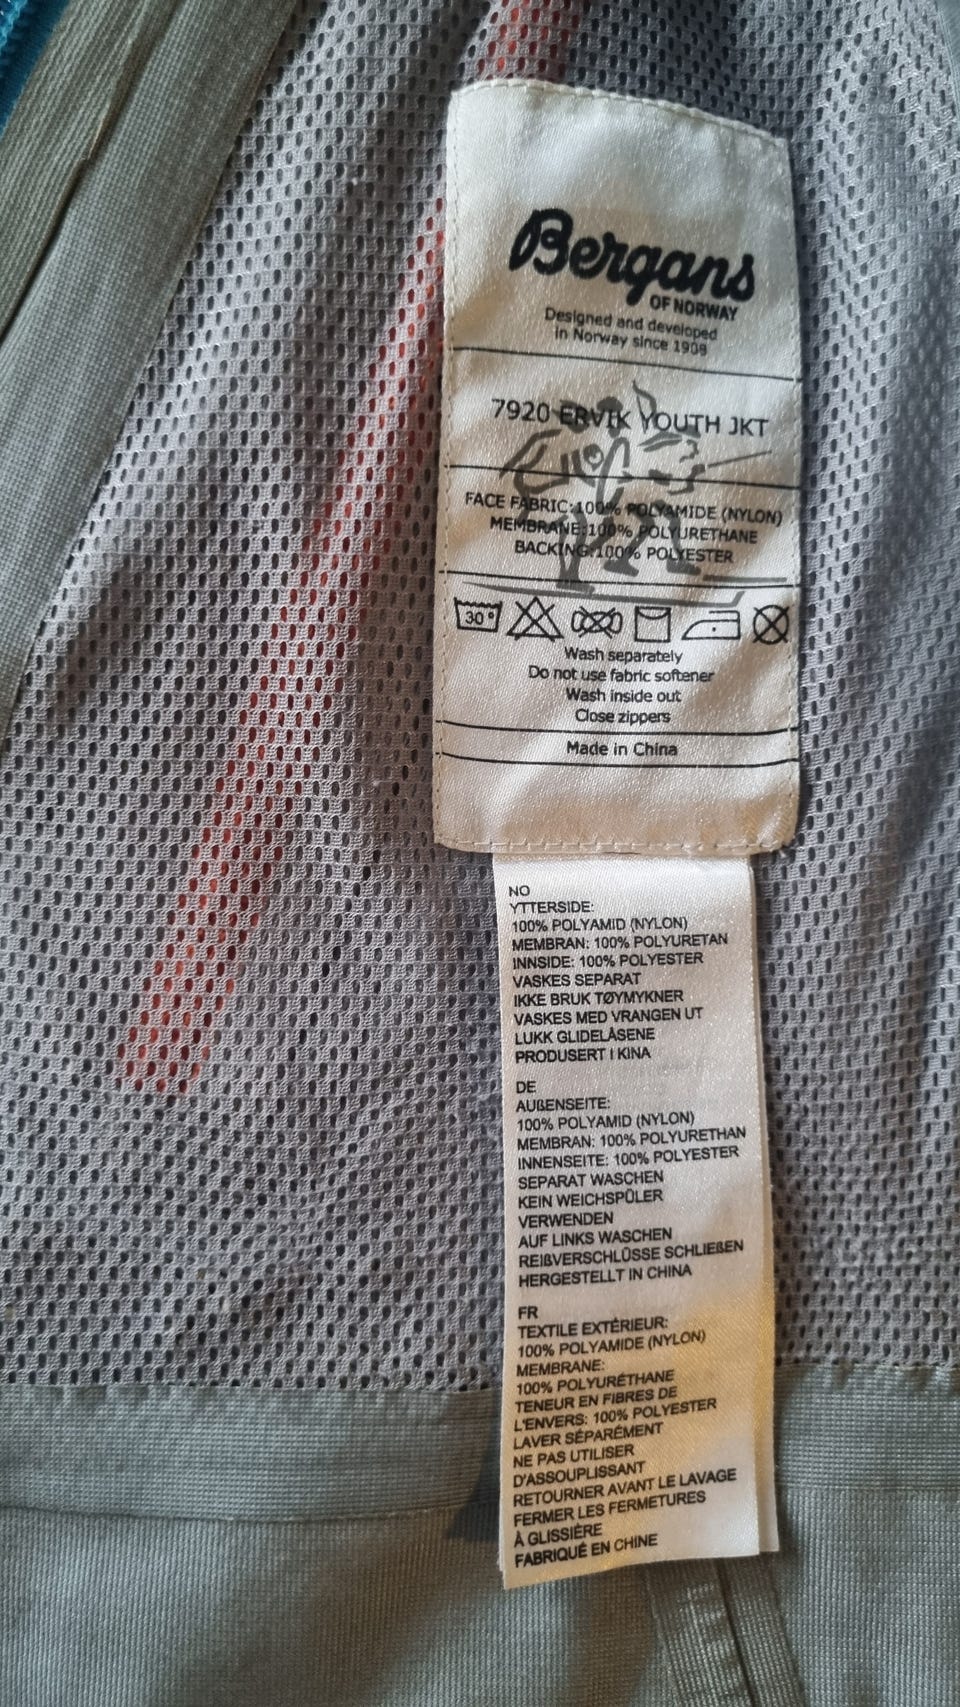 Bergans
OF NORWAY
Designed and developed
in Norway since 1908
7920 ERVIK YOUTH JKT
FACE FABRIC:100% POLYAMIDE (NYLON)
MEMBRANE:100% POLYURETHANE
BACKING:100% POLYESTER
30°
Wash separately
Do not use fabric softener
Wash inside out
Close zippers
Made in China
NO
YTTERSIDE:
100% POLYAMID (NYLON)
MEMBRAN: 100% POLYURETAN
INNSIDE: 100% POLYESTER
VASKES SEPARAT
IKKE BRUK TØYMYKNER
VASKES MED VRANGEN UT
LUKK GLIDELÅSENE
PRODUSERT I KINA
DE
AUßENSEITE:
100% POLYAMID (NYLON)
MEMBRAN: 100% POLYURETHAN
INNENSEITE: 100% POLYESTER
SEPARAT WASCHEN
KEIN WEICHSPÜLER
VERWENDEN
AUF LINKS WASCHEN
REIßVERSCHLÜSSE SCHLIEßEN
HERGESTELLT IN CHINA
FR
TEXTILE EXTÉRIEUR:
100% POLYAMIDE (NYLON)
MEMBRANE:
100% POLYURÉTHANE
TENEUR EN FIBRES DE
L'ENVERS: 100% POLYESTER
LAVER SÉPARÉMENT
NE PAS UTILISER
D'ASSOUPLISSANT
RETOURNER AVANT LE LAVAGE
FERMER LES FERMETURES
À GLISSIÈRE
FABRIQUÉ EN CHINE